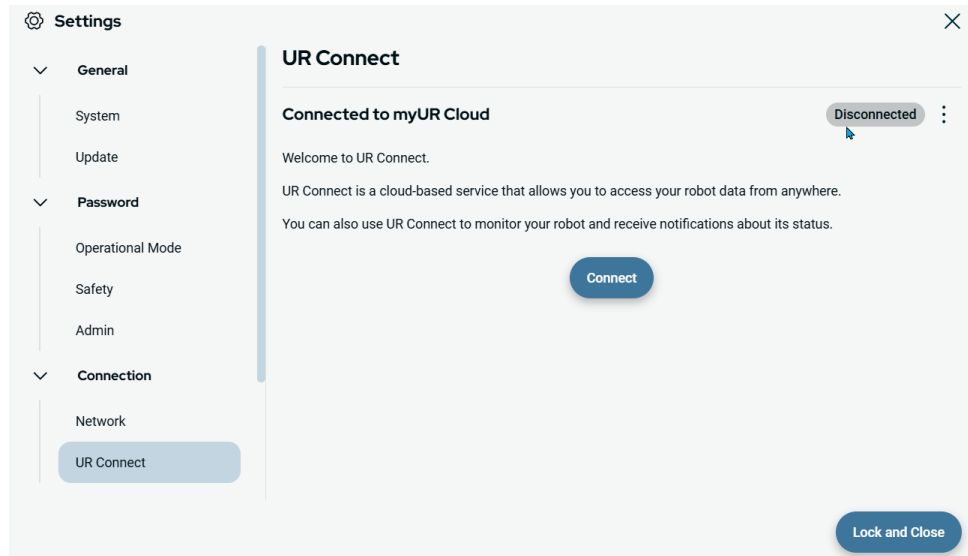 Settings
General
System
Update
Password
Operational Mode
Safety
Admin
Connection
Network
UR Connect
UR Connect
Connected to myUR Cloud
Disconnected
Welcome to UR Connect.
UR Connect is a cloud-based service that allows you to access your robot data from anywhere.
You can also use UR Connect to monitor your robot and receive notifications about its status.
Connect
Lock and Close